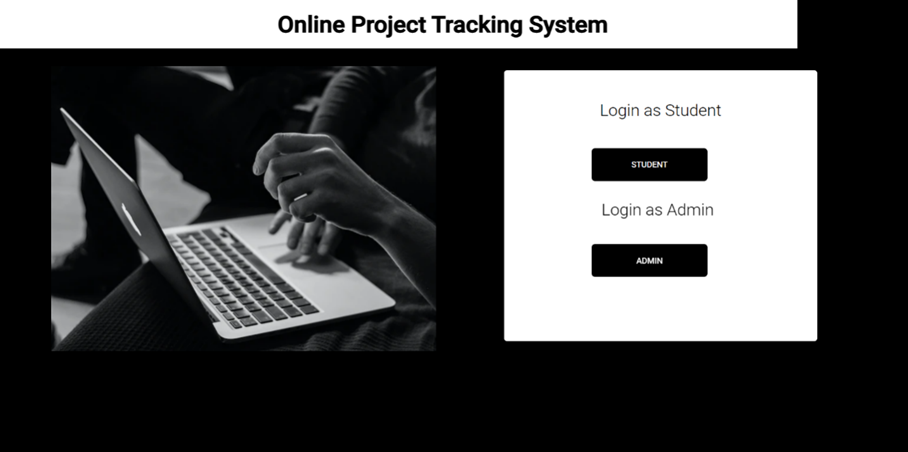 Online Project Tracking System
Login as Student
STUDENT
Login as Admin
ADMIN